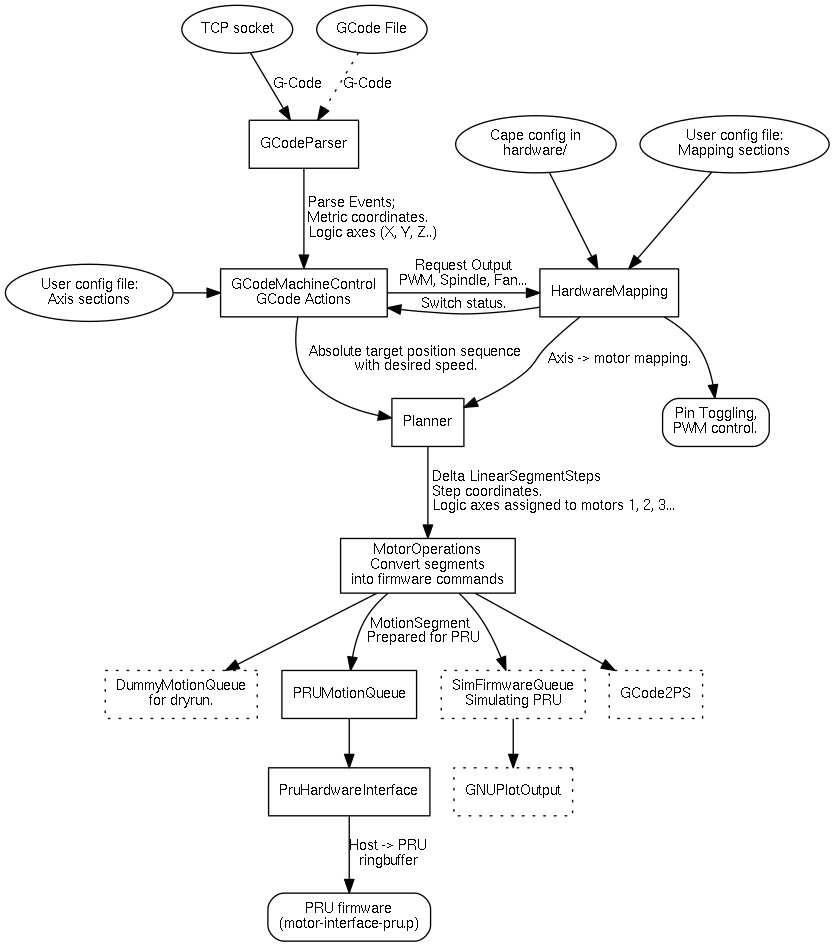 TCP socket
GCode File
G-Code
G-Code
GCodeParser
Cape config in
hardware/
User config file:
Mapping sections
Parse Events;
Metric coordinates.
Logic axes (X, Y, Z..)
User config file:
Axis sections
GCodeMachineControl
GCode Actions
Request Output
PWM, Spindle, Fan...
Switch status.
HardwareMapping
Absolute target position sequence
with desired speed.
Axis -> motor mapping.
Planner
Pin Toggling,
PWM control.
Delta LinearSegmentSteps
Step coordinates.
Logic axes assigned to motors 1, 2, 3...
MotorOperations
Convert segments
into firmware commands
MotionSegment
Prepared for PRU
DummyMotionQueue
for dryrun.
PRUMotionQueue
SimFirmwareQueue
Simulating PRU
GCode2PS
PruHardwareInterface
GNUPlotOutput
Host -> PRU
ringbuffer
PRU firmware
(motor-interface-pru.p)